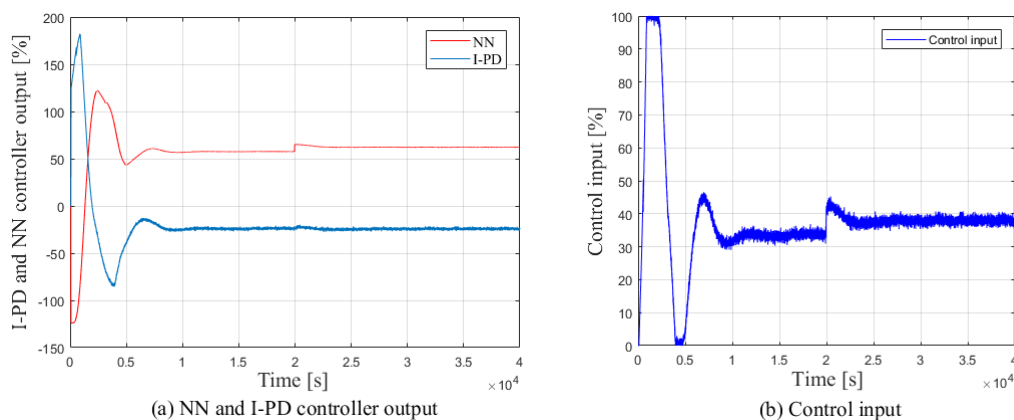 I-PD and NN controller output [%]
200
150
100
50
0
-50
-100
-150
NN
I-PD
0 0.5 1 1.5 2 2.5 3 3.5 4
Time [s]
×10⁴
(a) NN and I-PD controller output
Control input [%]
100
90
80
70
60
50
40
30
20
10
0
Control input
0 0.5 1 1.5 2 2.5 3 3.5 4
Time [s]
×10⁴
(b) Control input